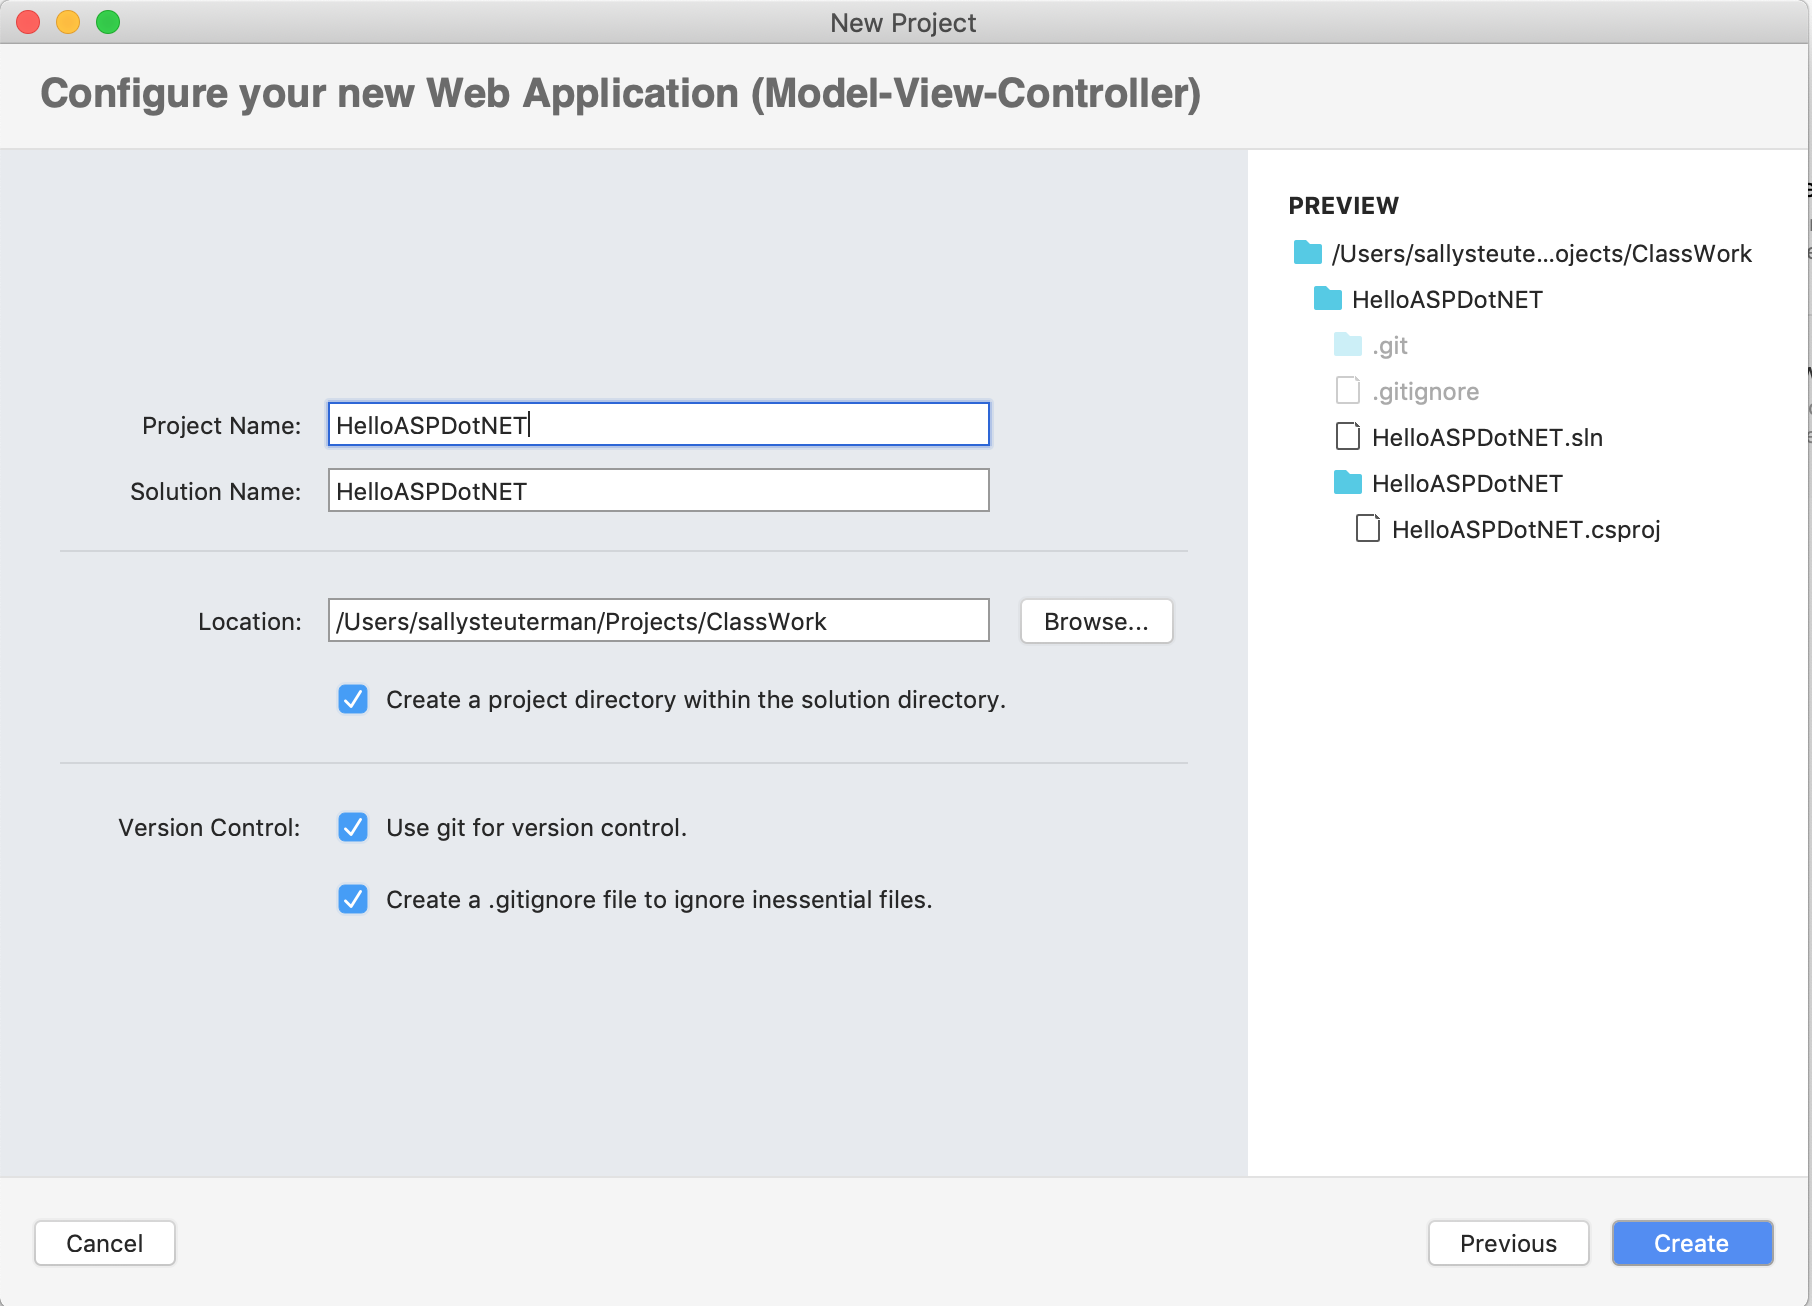 New Project
Configure your new Web Application (Model-View-Controller)
Project Name: HelloASPDotNET
Solution Name: HelloASPDotNET
Location: /Users/sallysteuterman/Projects/ClassWork Browse...
Create a project directory within the solution directory.
Version Control: Use git for version control.
Create a .gitignore file to ignore inessential files.
PREVIEW
/Users/sallysteute...ojects/ClassWork
HelloASPDotNET
.git
.gitignore
HelloASPDotNET.sln
HelloASPDotNET
HelloASPDotNET.csproj
Cancel Previous Create